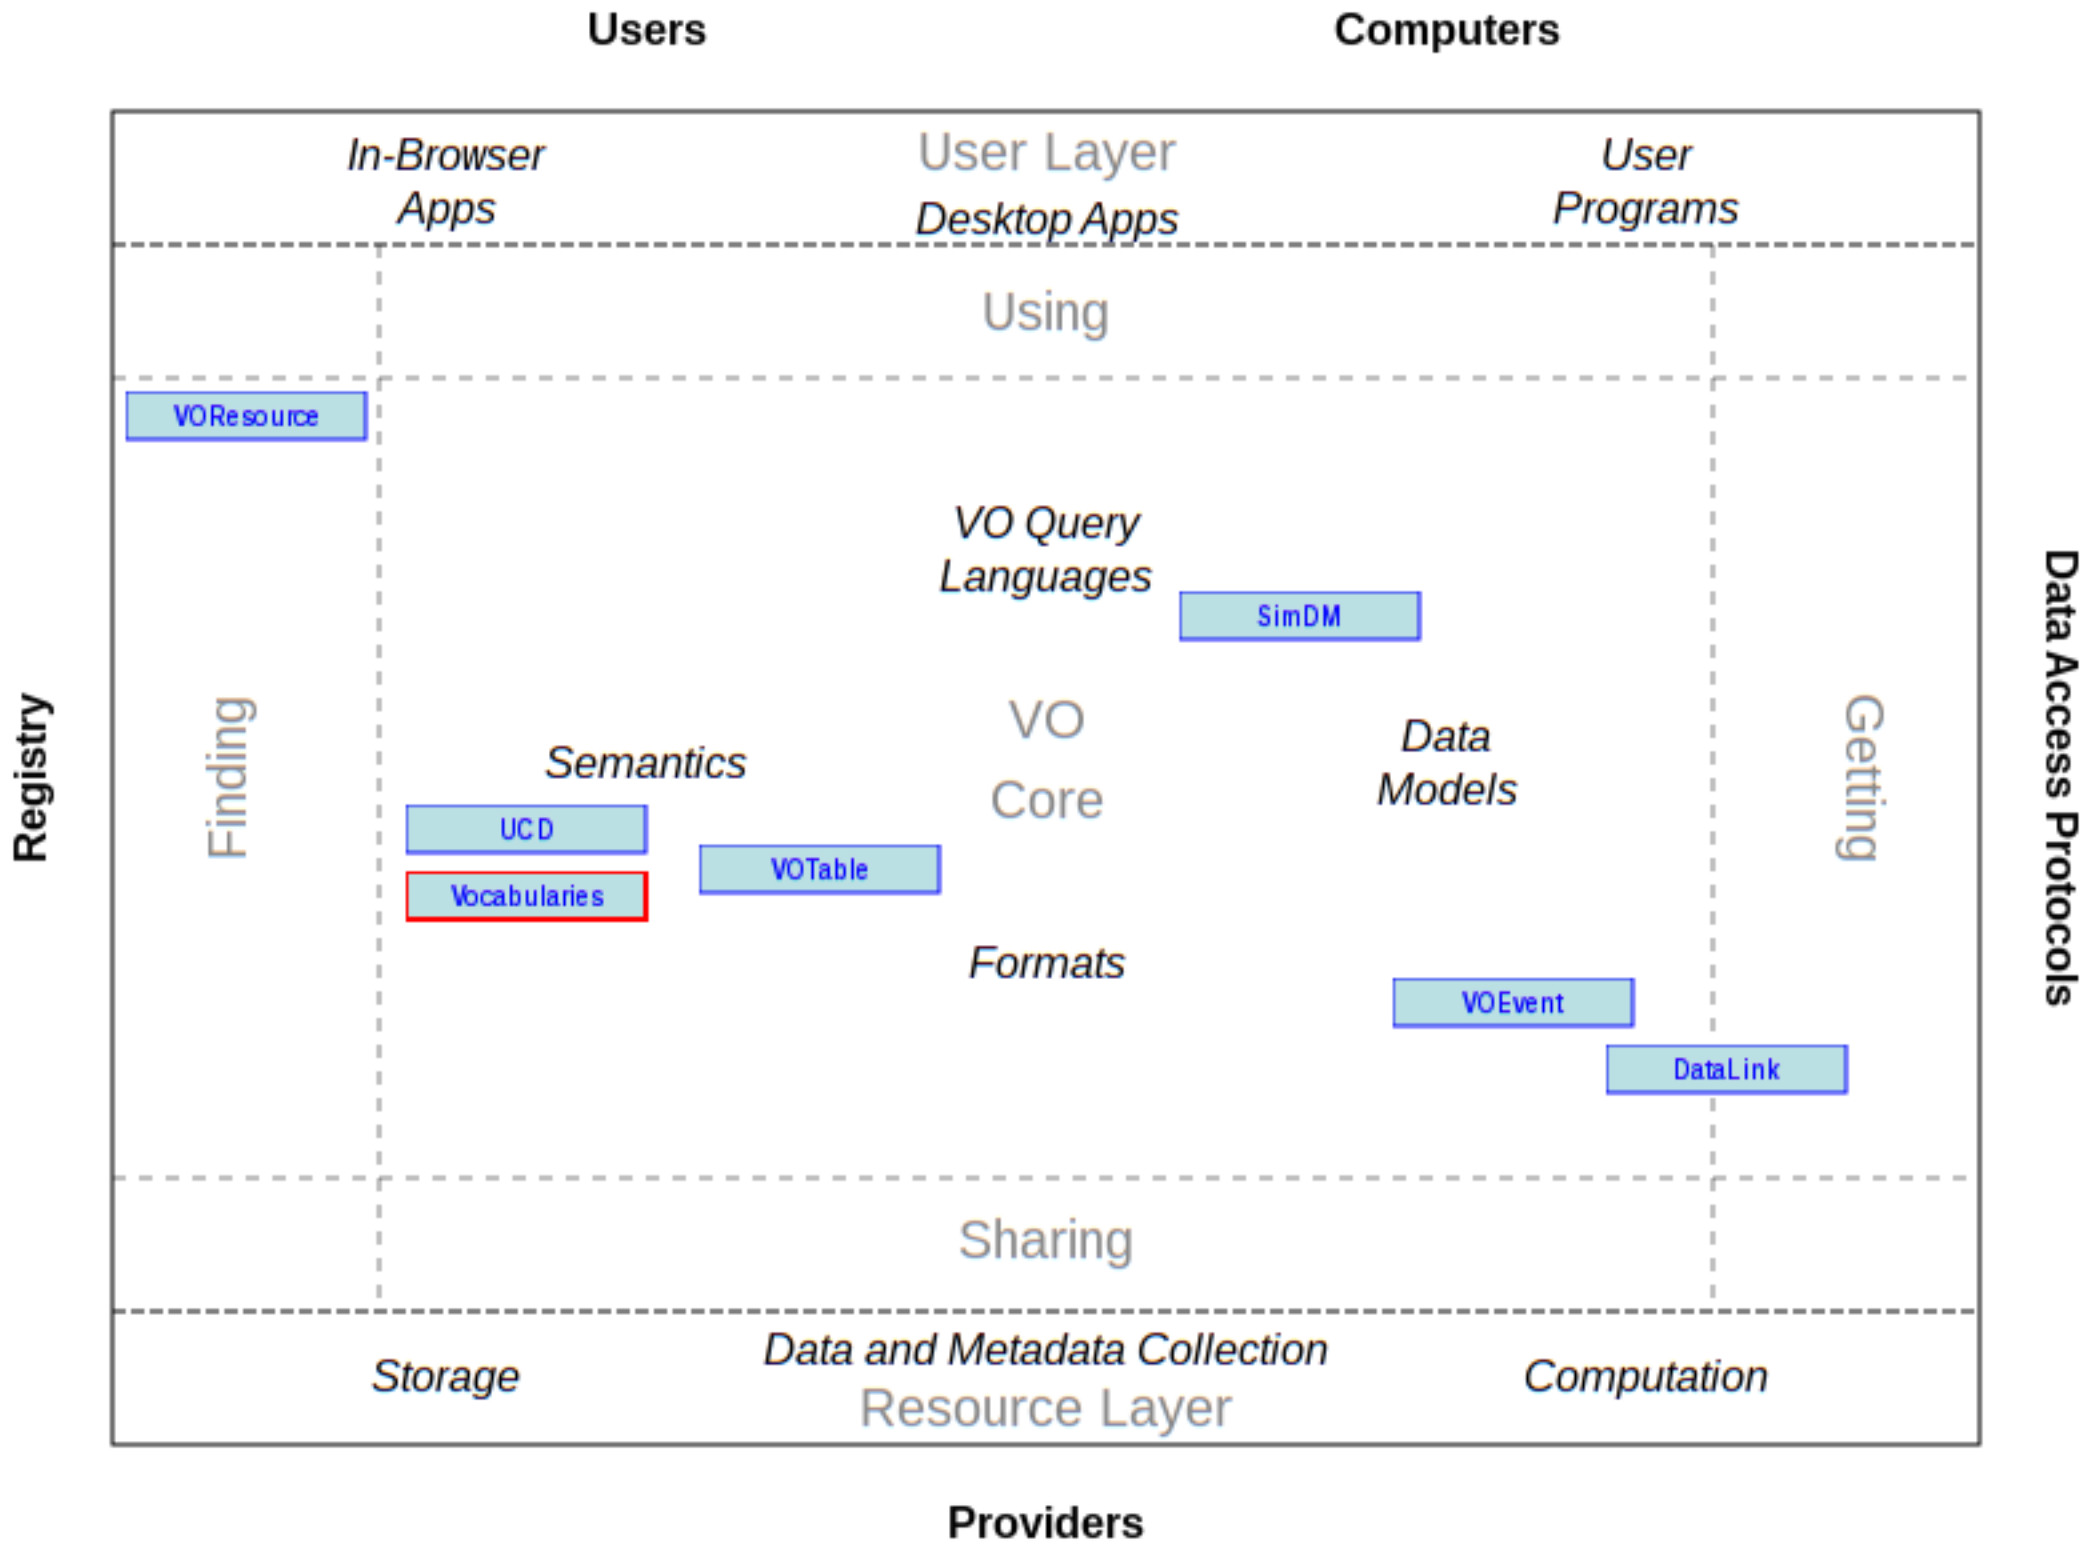 Users
Computers
In-Browser
Apps
User Layer
Desktop Apps
User
Programs
Using
VOResource
VO Query
Languages
SimDM
Registry
Finding
Semantics
VO
Core
Data
Models
Getting
Data Access Protocols
UCD
VOTable
Vocabularies
Formats
VOEvent
DataLink
Sharing
Storage
Data and Metadata Collection
Resource Layer
Computation
Providers